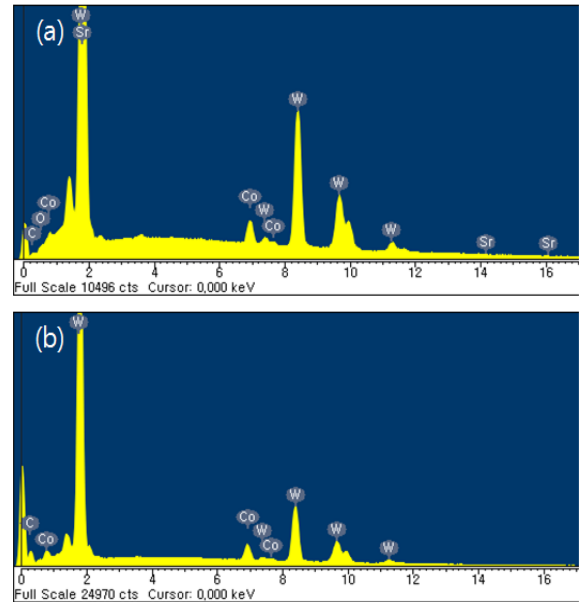 (a)
W
Sr
W
Co
Co
W
O
W
Co
C
W
Sr
Sr
0 2 4 6 8 10 12 14 16
Full Scale 10496 cts Cursor: 0,000 keV
(b)
W
C
Co
W
Co
W
Co
W
W
0 2 4 6 8 10 12 14 16
Full Scale 24970 cts Cursor: 0,000 keV